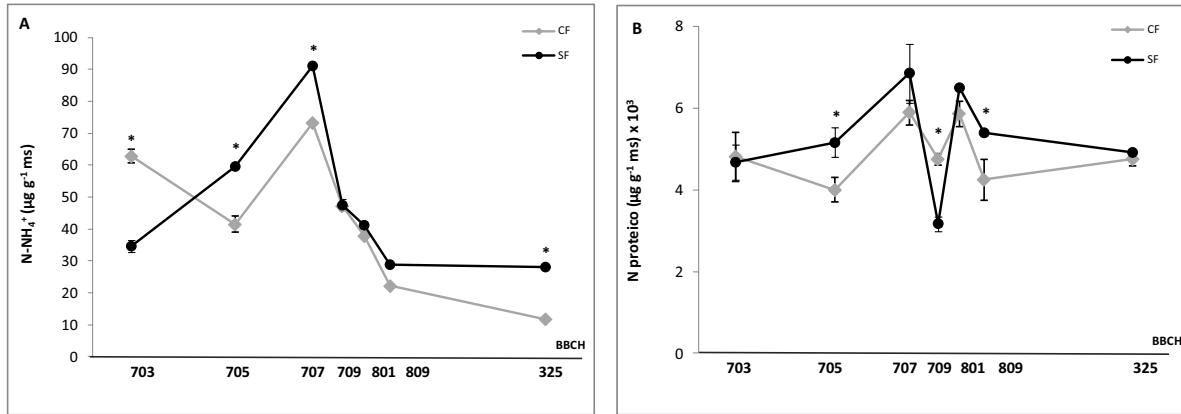 A
CF
SF
N-NH₄⁺ (µg g⁻¹ ms)
100
90
80
70
60
50
40
30
20
10
0
* * * *
BBCH
703 705 707 709 801 809 325
B
CF
SF
N proteico (µg g⁻¹ ms) x 10³
8
6
4
2
0
* * *
BBCH
703 705 707 709 801 809 325